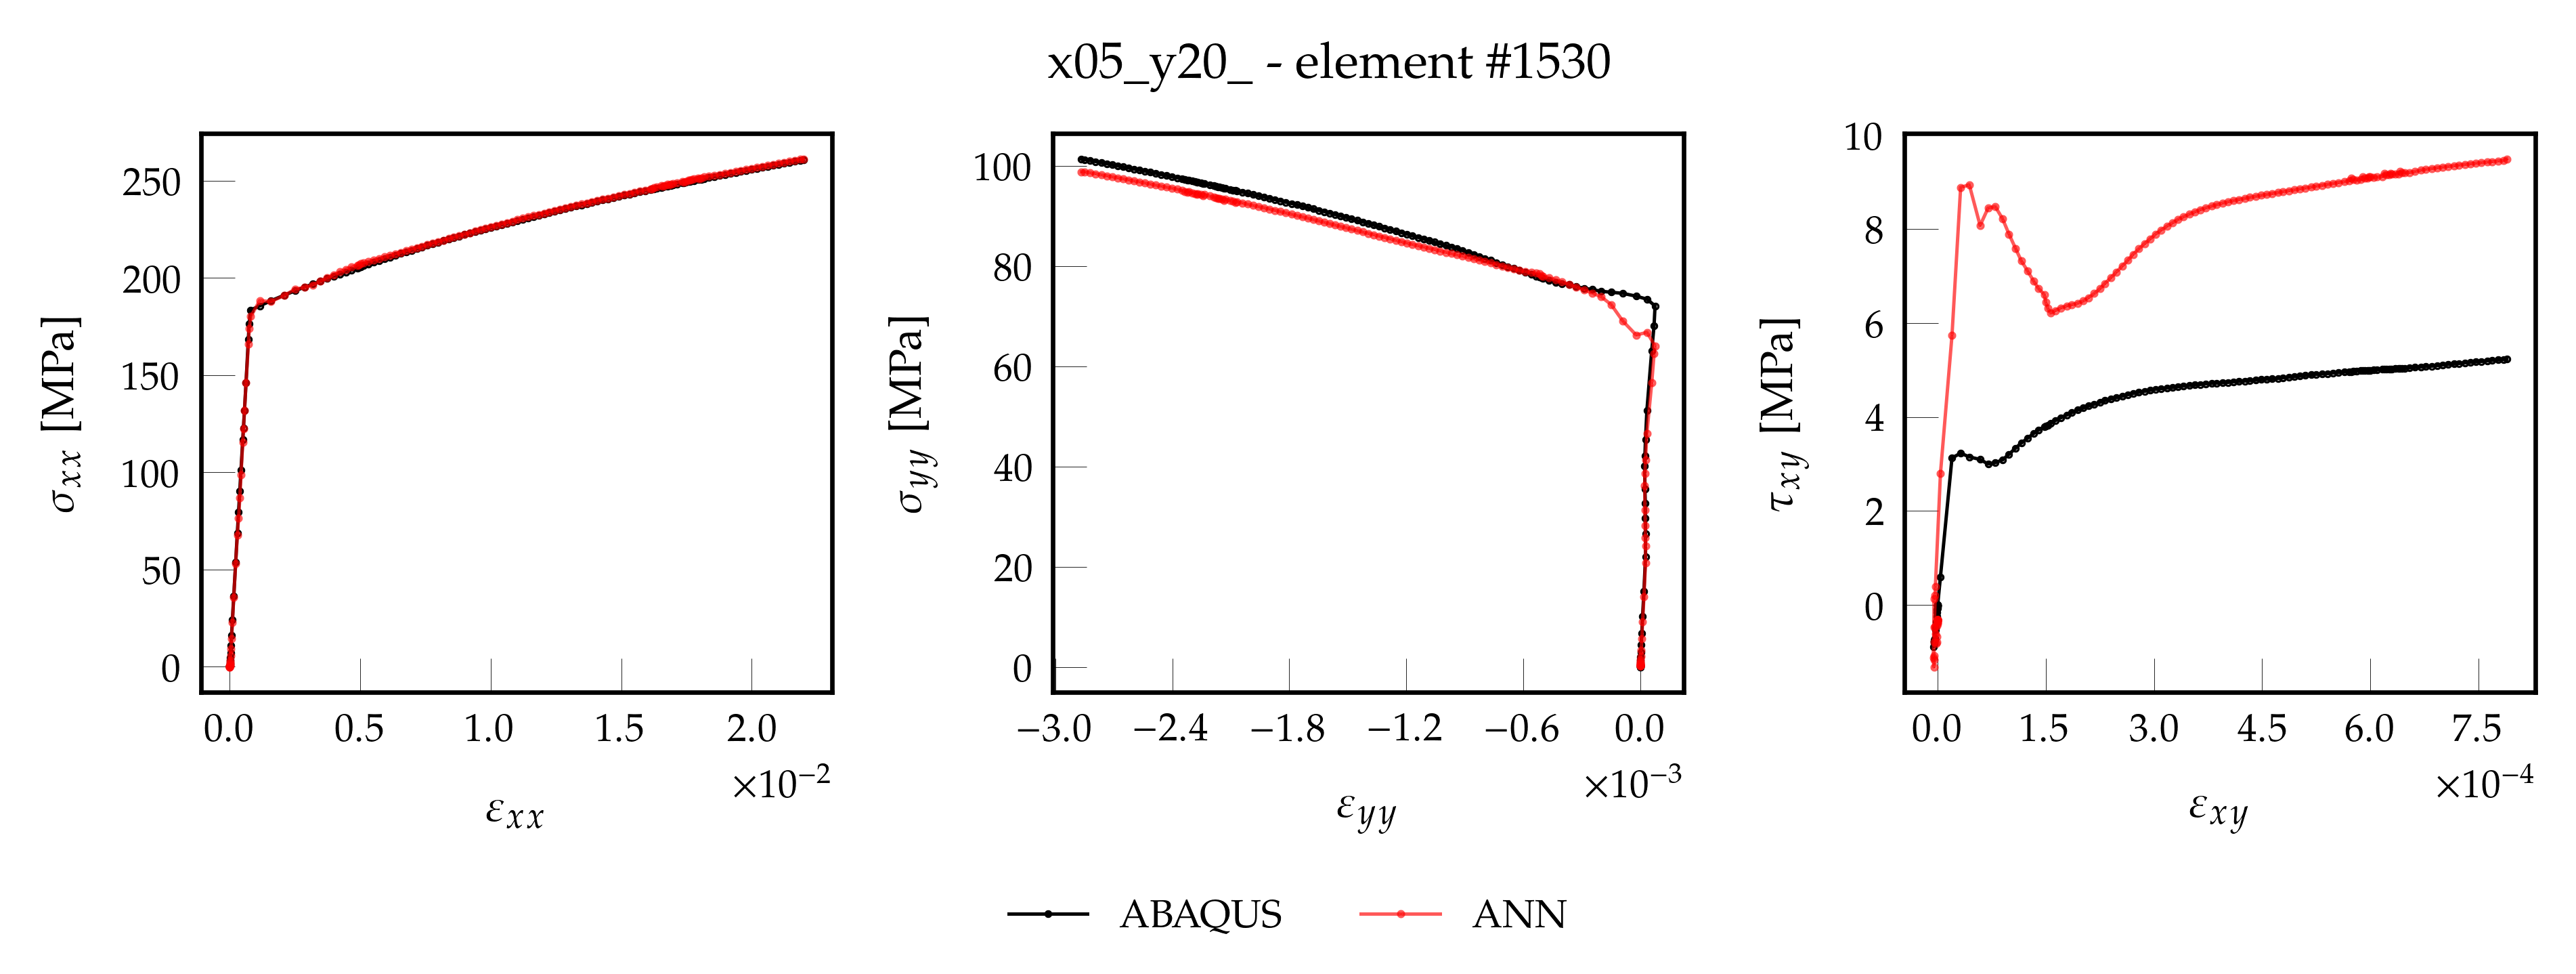 x05_y20_ - element #1530
σxx [MPa]
250
200
150
100
50
0
0.0 0.5 1.0 1.5 2.0
×10−2
εxx
σyy [MPa]
100
80
60
40
20
0
−3.0 −2.4 −1.8 −1.2 −0.6 0.0
×10−3
εyy
τxy [MPa]
10
8
6
4
2
0
0.0 1.5 3.0 4.5 6.0 7.5
×10−4
εxy
ABAQUS ANN